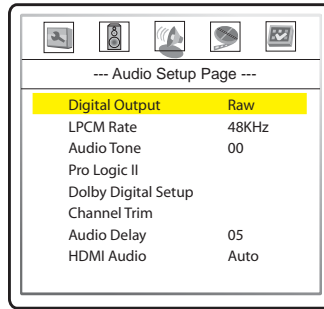 --- Audio Setup Page ---
Digital Output Raw
LPCM Rate 48KHz
Audio Tone 00
Pro Logic II
Dolby Digital Setup
Channel Trim
Audio Delay 05
HDMI Audio Auto